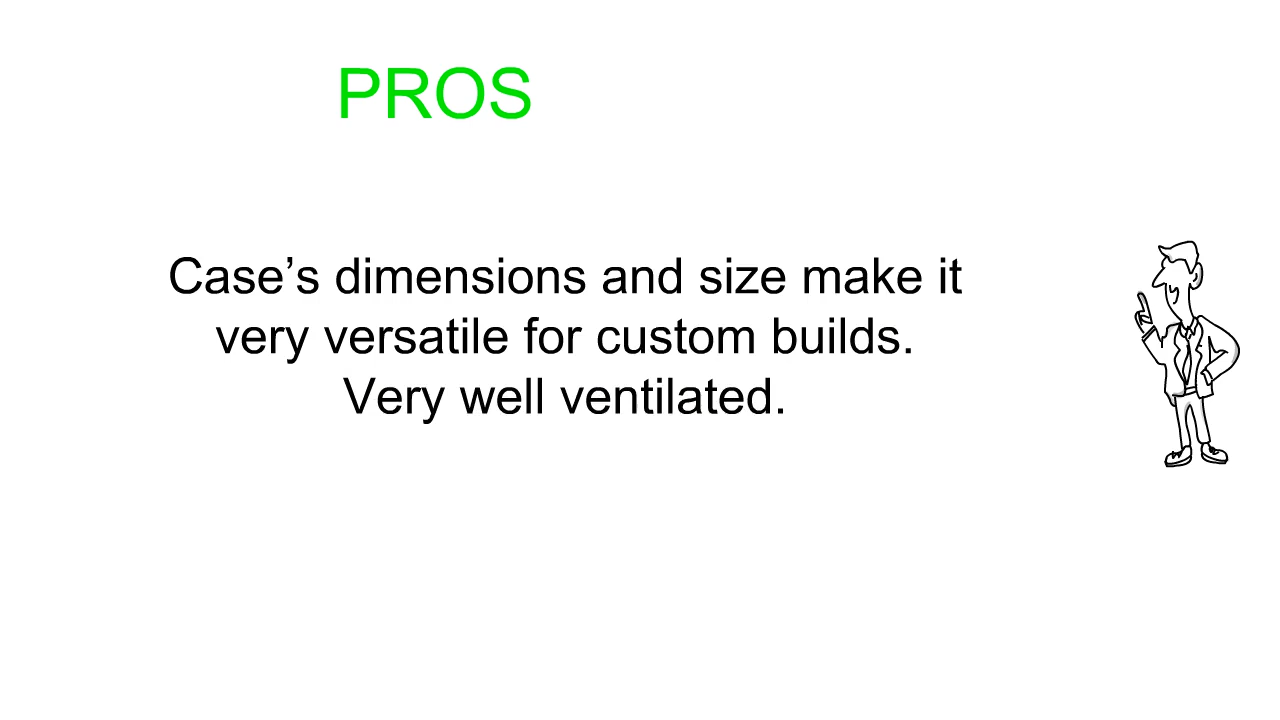 PROS
Case’s dimensions and size make it
very versatile for custom builds.
Very well ventilated.